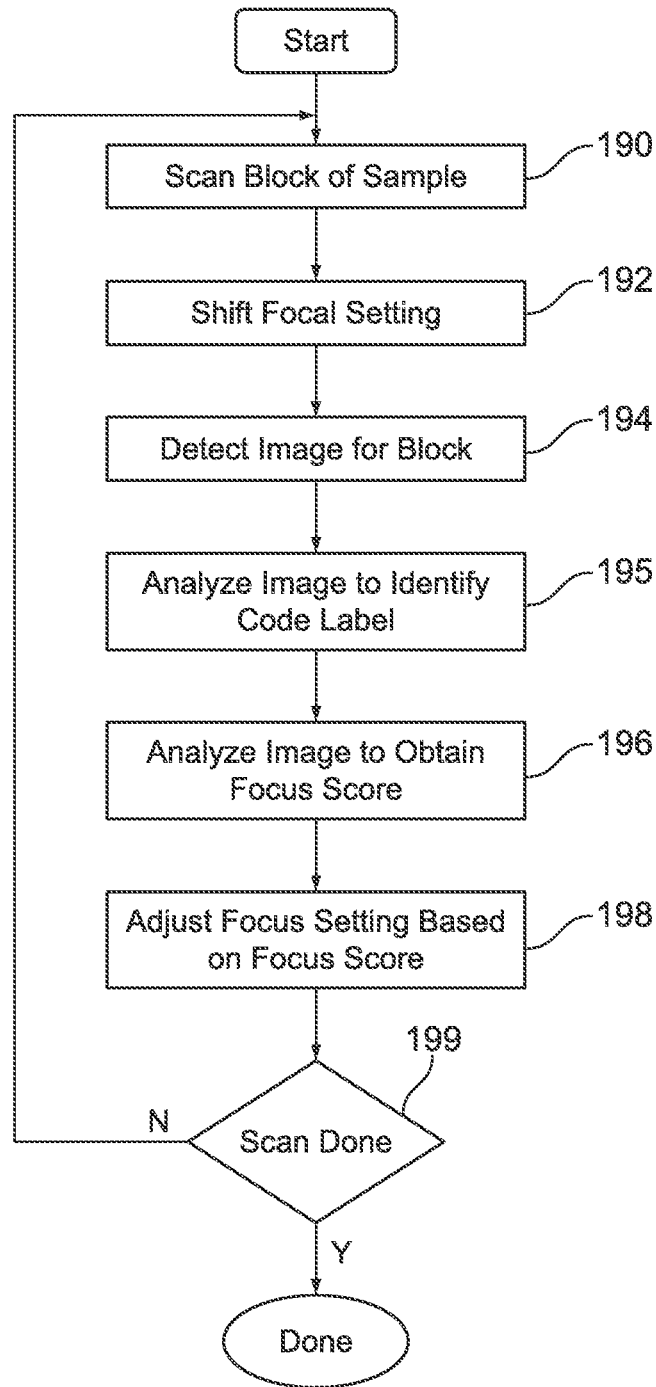 Start
Scan Block of Sample
190
Shift Focal Setting
192
Detect Image for Block
194
Analyze Image to Identify
Code Label
195
Analyze Image to Obtain
Focus Score
196
Adjust Focus Setting Based
on Focus Score
198
199
N
Scan Done
Y
Done